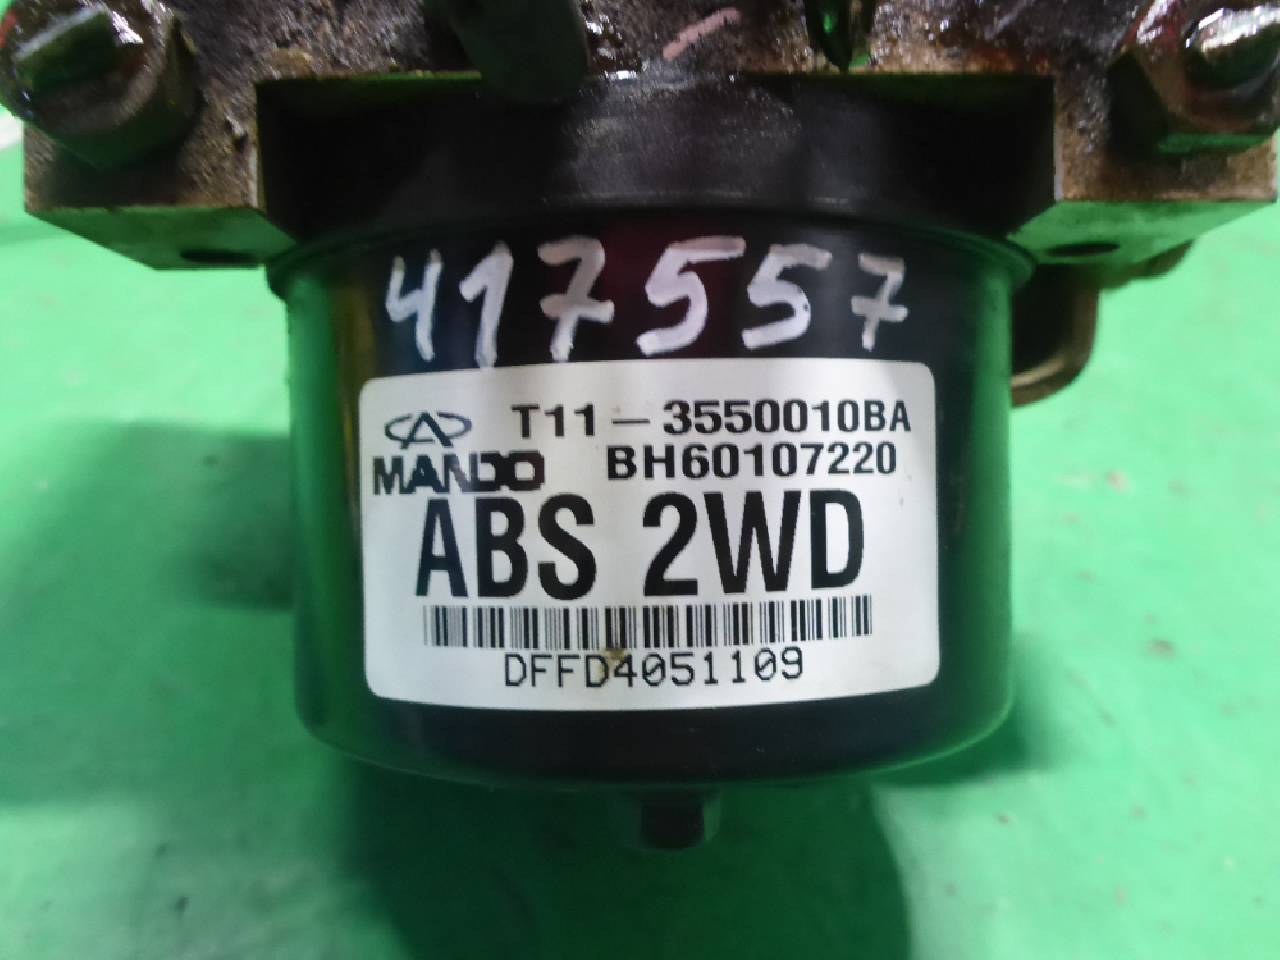 417557
T11-3550010BA
MANDO BH60107220
ABS 2WD
DFFD4051109